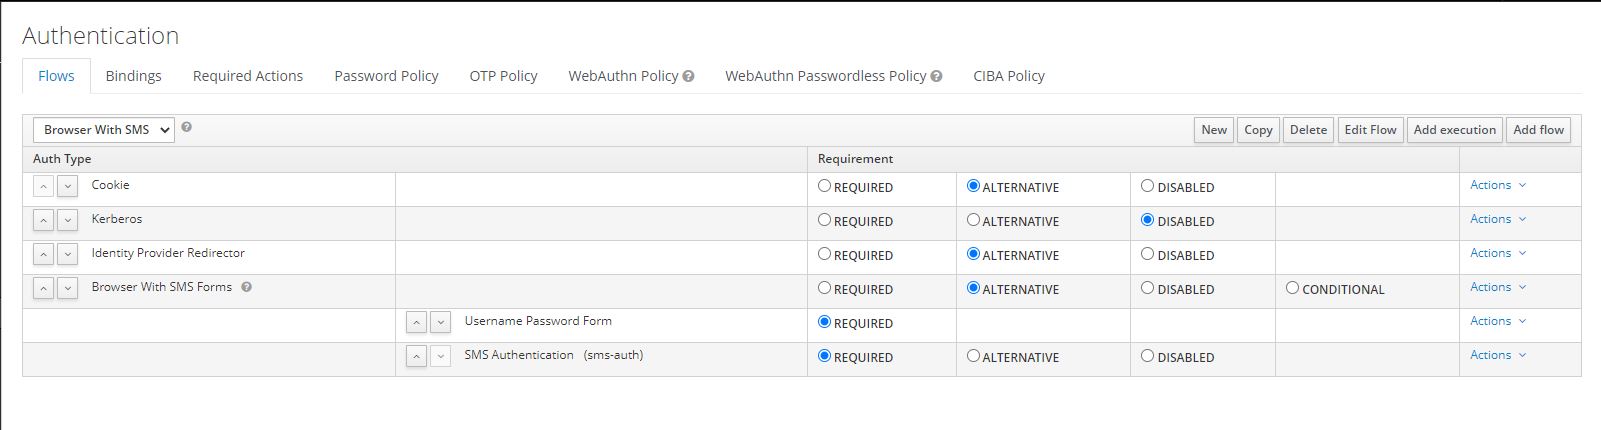 Authentication
Flows Bindings Required Actions Password Policy OTP Policy WebAuthn Policy ? WebAuthn Passwordless Policy ? CIBA Policy
Browser With SMS ? New Copy Delete Edit Flow Add execution Add flow
Auth Type Requirement
Cookie REQUIRED ALTERNATIVE DISABLED Actions
Kerberos REQUIRED ALTERNATIVE DISABLED Actions
Identity Provider Redirector REQUIRED ALTERNATIVE DISABLED Actions
Browser With SMS Forms ? REQUIRED ALTERNATIVE DISABLED CONDITIONAL Actions
Username Password Form REQUIRED Actions
SMS Authentication (sms-auth) REQUIRED ALTERNATIVE DISABLED Actions